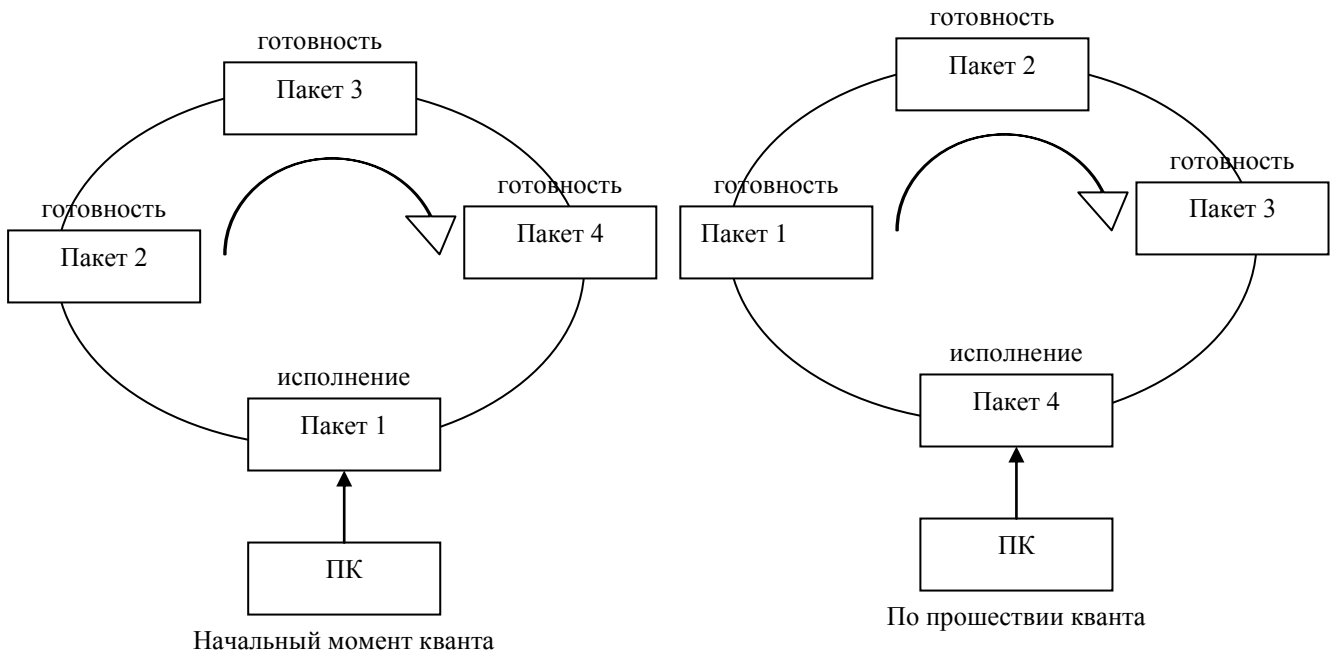 готовность
Пакет 3
готовность
Пакет 2
готовность
Пакет 4
исполнение
Пакет 1
ПК
Начальный момент кванта
готовность
Пакет 2
готовность
Пакет 1
готовность
Пакет 3
исполнение
Пакет 4
ПК
По прошествии кванта